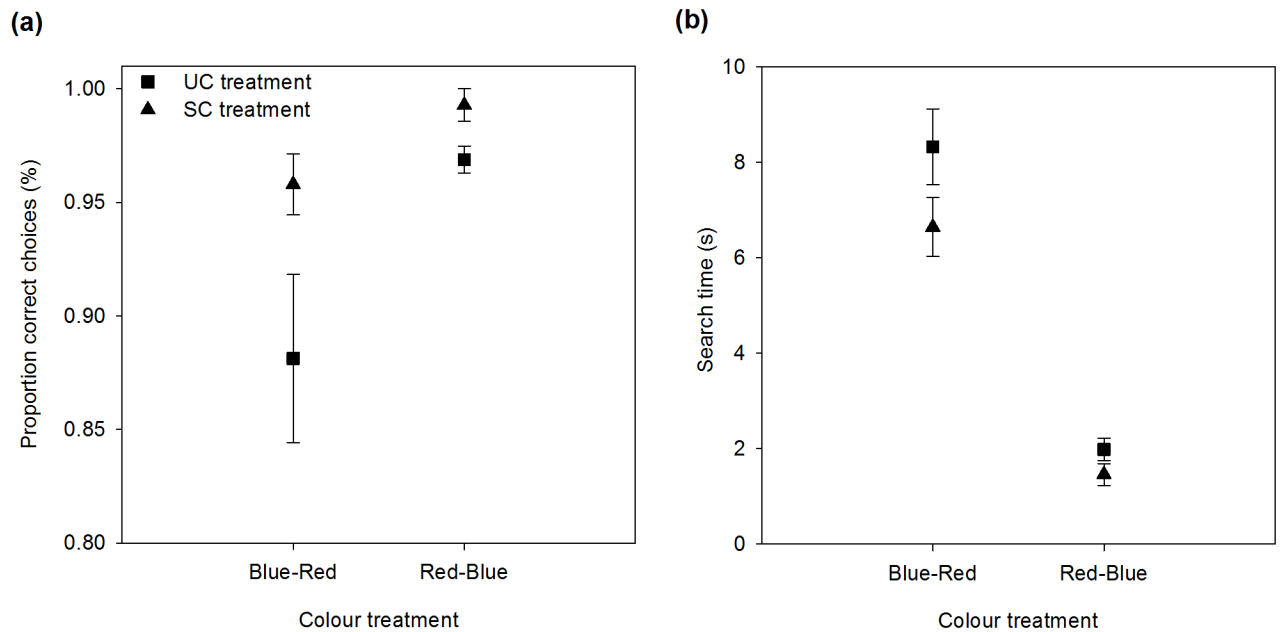 (a)
Proportion correct choices (%)
1.00
0.95
0.90
0.85
0.80
UC treatment
SC treatment
Blue-Red Red-Blue
Colour treatment
(b)
Search time (s)
10
8
6
4
2
0
Blue-Red Red-Blue
Colour treatment